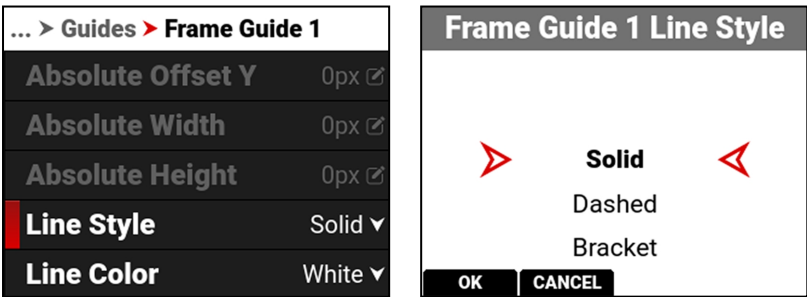 ... > Guides > Frame Guide 1
Absolute Offset Y 0px
Absolute Width 0px
Absolute Height 0px
Line Style Solid
Line Color White
Frame Guide 1 Line Style
Solid
Dashed
Bracket
OK CANCEL